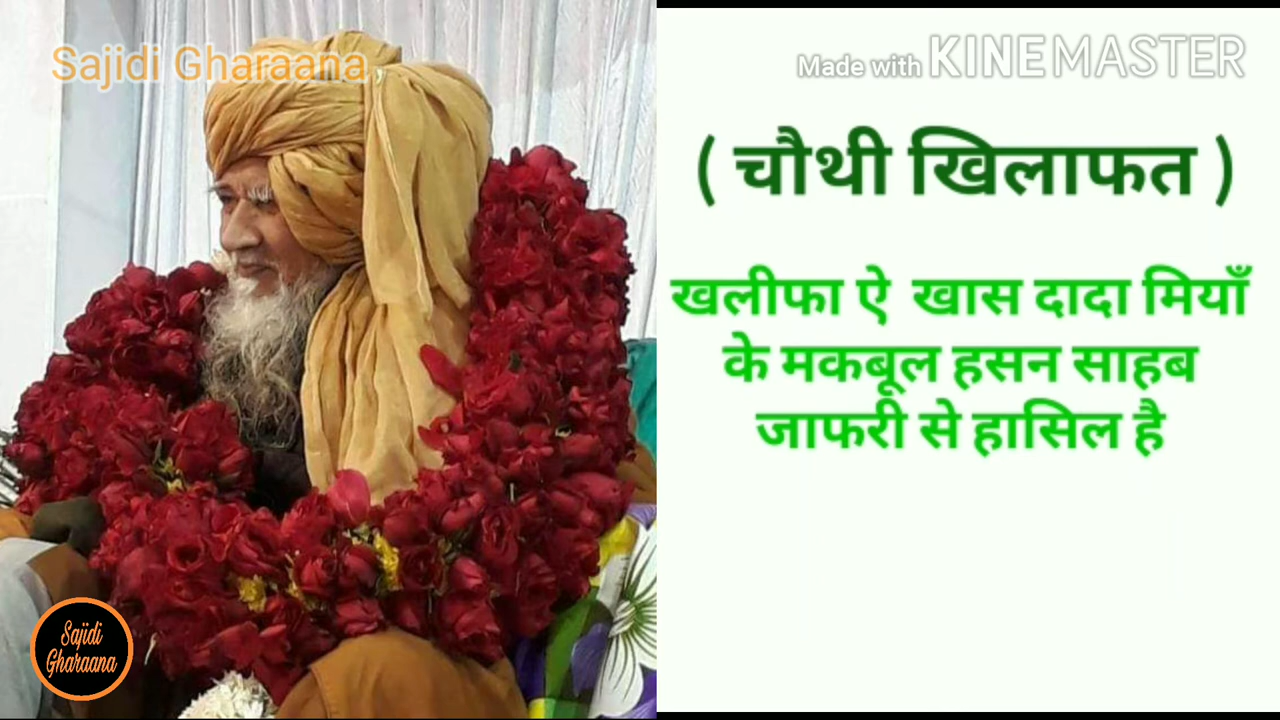 Sajidi Gharaana
Made with KINEMASTER
( चौथी खिलाफत )
खलीफा ऐ खास दादा मियाँ
के मकबूल हसन साहब
जाफरी से हासिल है
Sajidi
Gharaana